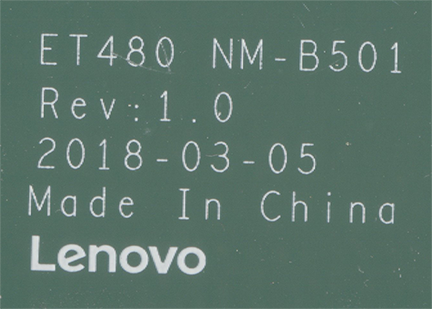 ET480 NM-B501
Rev:1.0
2018-03-05
Made In China
Lenovo